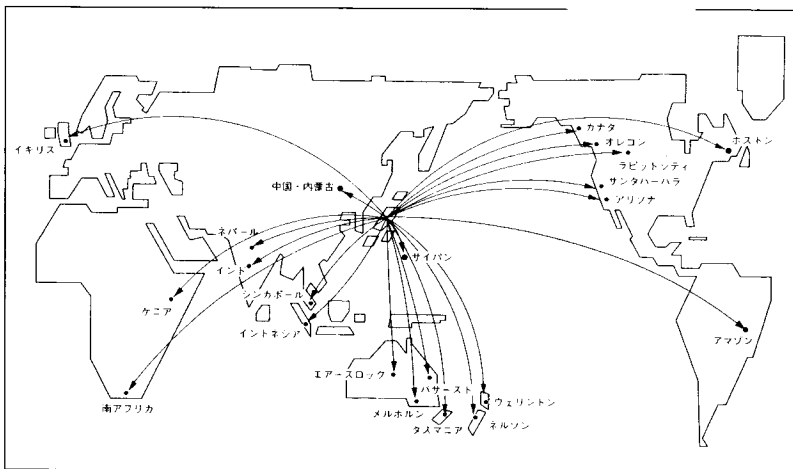 イキリス
中国・内蒙古
ネパール
イント
シンカポール
イントネシア
ケニア
南アフリカ
サイパン
エアースロック
メルホルン
パサースト
タスマニア
ウェリントン
ネルソン
カナタ
オレコン
ラピットシティ
サンタハーハラ
アリゾナ
ホストン
アマゾン